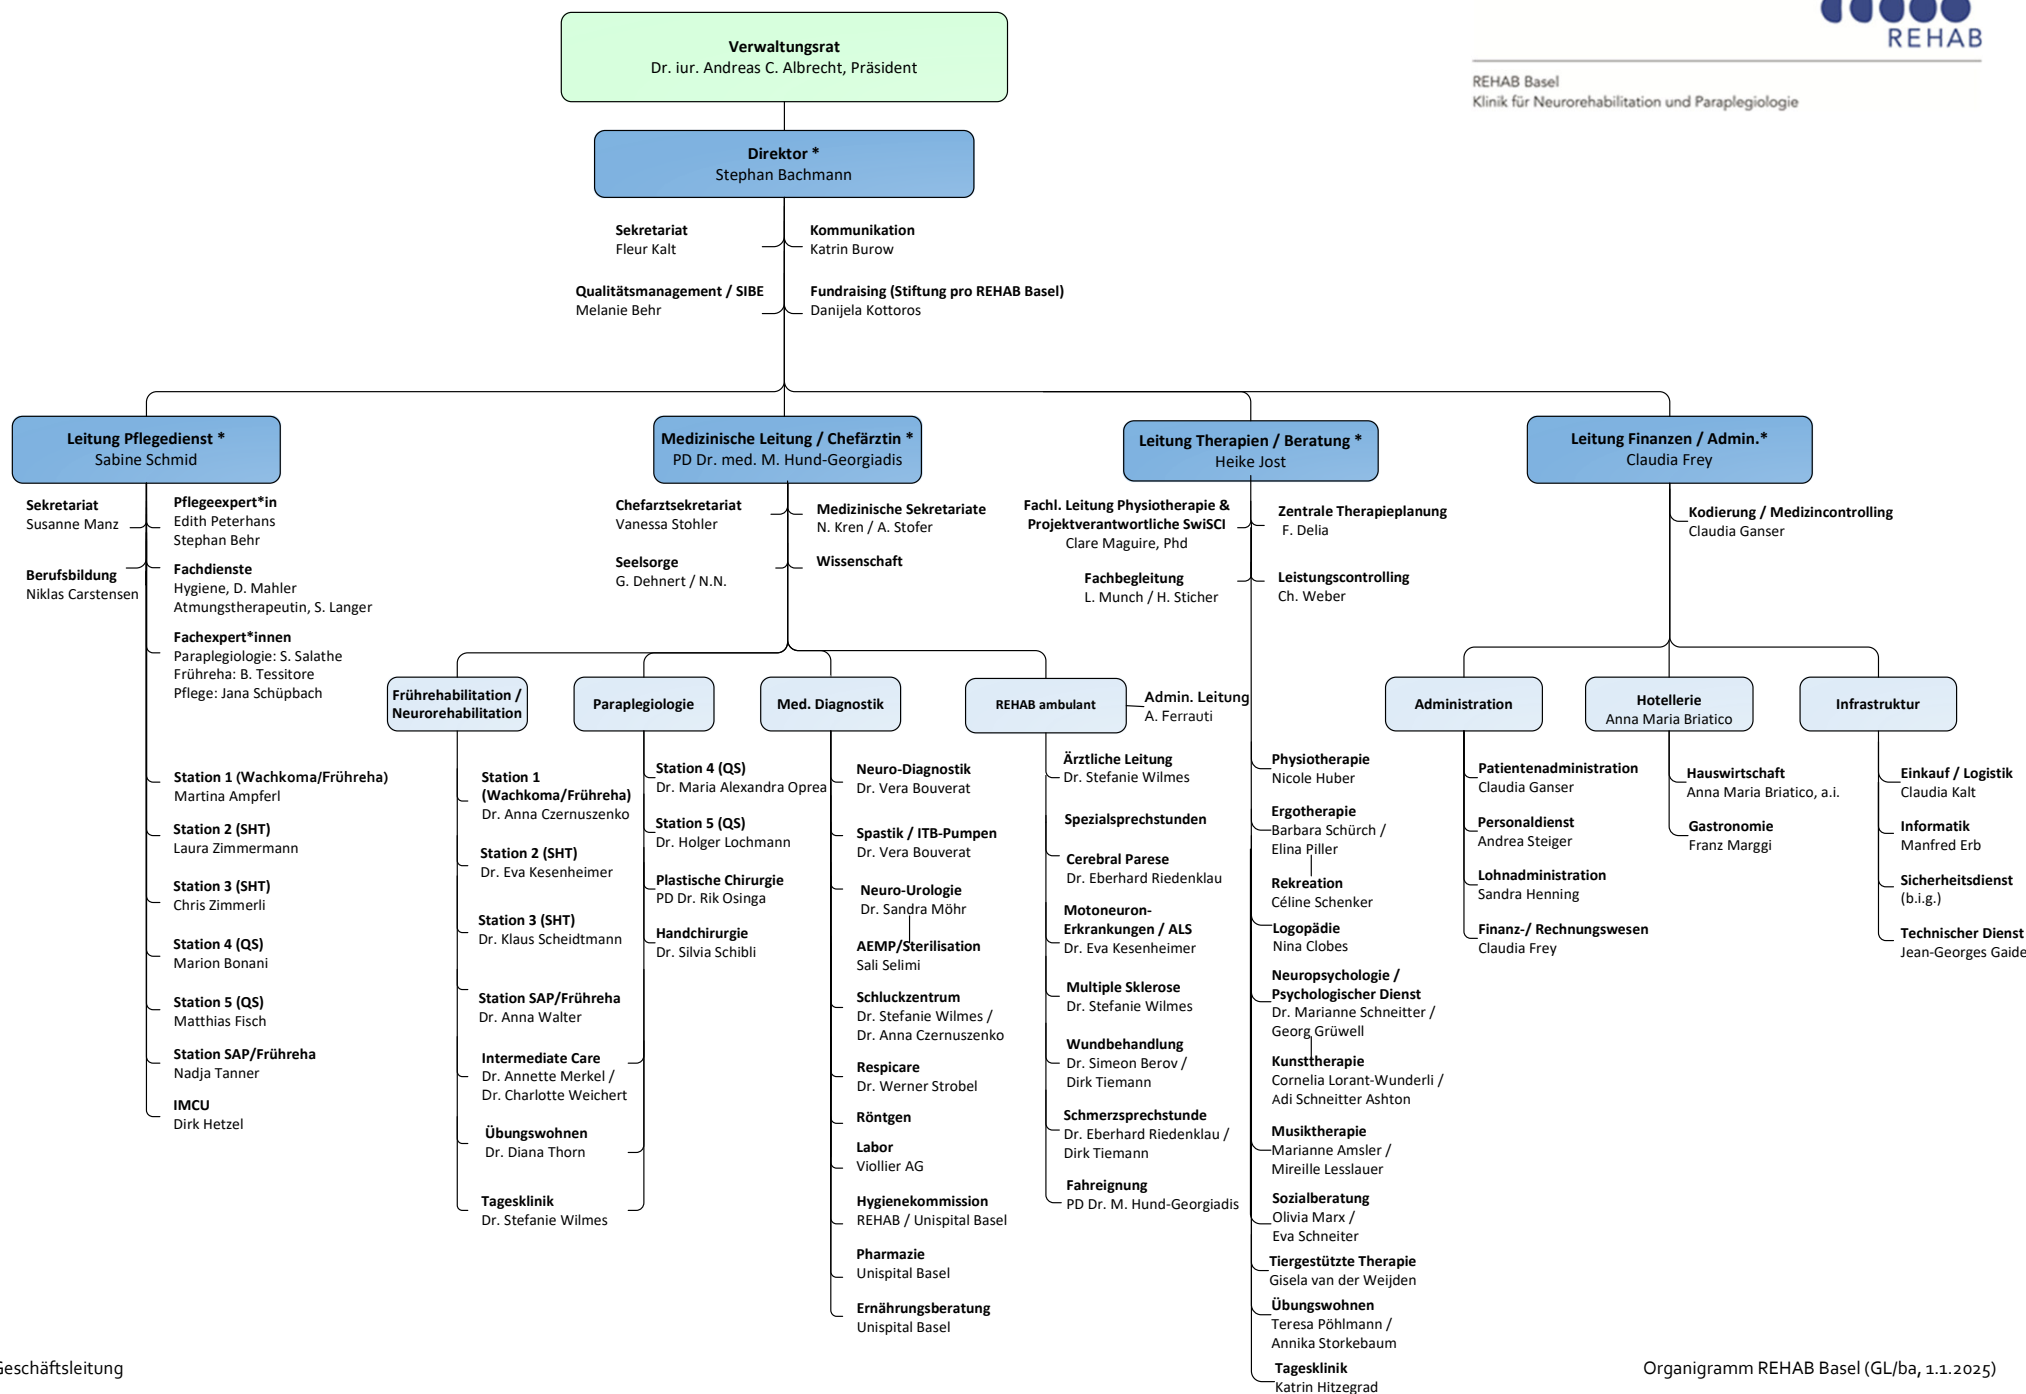 REHAB
REHAB Basel
Klinik für Neurorehabilitation und Paraplegiologie
Verwaltungsrat
Dr. iur. Andreas C. Albrecht, Präsident
Direktor *
Stephan Bachmann
Sekretariat
Fleur Kalt
Kommunikation
Katrin Burow
Qualitätsmanagement / SIBE
Melanie Behr
Fundraising (Stiftung pro REHAB Basel)
Danijela Kottoros
Leitung Pflegedienst *
Sabine Schmid
Sekretariat
Susanne Manz
Pflegeexpert*in
Edith Peterhans
Stephan Behr
Berufsbildung
Niklas Carstensen
Fachdienste
Hygiene, D. Mahler
Atmungstherapeutin, S. Langer
Fachexpert*innen
Paraplegiologie: S. Salathe
Frühreha: B. Tessitore
Pflege: Jana Schüpbach
Station 1 (Wachkoma/Frühreha)
Martina Ampferl
Station 2 (SHT)
Laura Zimmermann
Station 3 (SHT)
Chris Zimmerli
Station 4 (QS)
Marion Bonani
Station 5 (QS)
Matthias Fisch
Station SAP/Frühreha
Nadja Tanner
IMCU
Dirk Hetzel
Medizinische Leitung / Chefärztin *
PD Dr. med. M. Hund-Georgiadis
Chefarztsekretariat
Vanessa Stohler
Medizinische Sekretariate
N. Kren / A. Stofer
Seelsorge
G. Dehnert / N.N.
Wissenschaft
Frührehabilitation /
Neurorehabilitation
Station 1
(Wachkoma/Frühreha)
Dr. Anna Czernuszenko
Station 2 (SHT)
Dr. Eva Kesenheimer
Station 3 (SHT)
Dr. Klaus Scheidtmann
Station SAP/Frühreha
Dr. Anna Walter
Intermediate Care
Dr. Annette Merkel /
Dr. Charlotte Weichert
Übungswohnen
Dr. Diana Thorn
Tagesklinik
Dr. Stefanie Wilmes
Paraplegiologie
Station 4 (QS)
Dr. Maria Alexandra Oprea
Station 5 (QS)
Dr. Holger Lochmann
Plastische Chirurgie
PD Dr. Rik Osinga
Handchirurgie
Dr. Silvia Schibli
Med. Diagnostik
Neuro-Diagnostik
Dr. Vera Bouverat
Spastik / ITB-Pumpen
Dr. Vera Bouverat
Neuro-Urologie
Dr. Sandra Möhr
AEMP/Sterilisation
Sali Selimi
Schluckzentrum
Dr. Stefanie Wilmes /
Dr. Anna Czernuszenko
Respicare
Dr. Werner Strobel
Röntgen
Labor
Viollier AG
Hygienekommission
REHAB / Unispital Basel
Pharmazie
Unispital Basel
Ernährungsberatung
Unispital Basel
REHAB ambulant
Admin. Leitung
A. Ferrauti
Ärztliche Leitung
Dr. Stefanie Wilmes
Spezialsprechstunden
Cerebral Parese
Dr. Eberhard Riedenklau
Motoneuron-
Erkrankungen / ALS
Dr. Eva Kesenheimer
Multiple Sklerose
Dr. Stefanie Wilmes
Wundbehandlung
Dr. Simeon Berov /
Dirk Tiemann
Schmerzsprechstunde
Dr. Eberhard Riedenklau /
Dirk Tiemann
Fahreignung
PD Dr. M. Hund-Georgiadis
Leitung Therapien / Beratung *
Heike Jost
Fachl. Leitung Physiotherapie &
Projektverantwortliche SwiSCI
Clare Maguire, Phd
Zentrale Therapieplanung
F. Delia
Fachbegleitung
L. Munch / H. Sticher
Leistungscontrolling
Ch. Weber
Physiotherapie
Nicole Huber
Ergotherapie
Barbara Schürch /
Elina Piller
Rekreation
Céline Schenker
Logopädie
Nina Clobes
Neuropsychologie /
Psychologischer Dienst
Dr. Marianne Schneitter /
Georg Grüwell
Kunsttherapie
Cornelia Lorant-Wunderli /
Adi Schneitter Ashton
Musiktherapie
Marianne Amsler /
Mireille Lesslauer
Sozialberatung
Olivia Marx /
Eva Schneiter
Tiergestützte Therapie
Gisela van der Weijden
Übungswohnen
Teresa Pöhlmann /
Annika Storkebaum
Tagesklinik
Katrin Hitzegrad
Leitung Finanzen / Admin.*
Claudia Frey
Kodierung / Medizincontrolling
Claudia Ganser
Administration
Patientenadministration
Claudia Ganser
Personaldienst
Andrea Steiger
Lohnadministration
Sandra Henning
Finanz-/ Rechnungswesen
Claudia Frey
Hotellerie
Anna Maria Briatico
Hauswirtschaft
Anna Maria Briatico, a.i.
Gastronomie
Franz Marggi
Infrastruktur
Einkauf / Logistik
Claudia Kalt
Informatik
Manfred Erb
Sicherheitsdienst
(b.i.g.)
Technischer Dienst
Jean-Georges Gaide
Geschäftsleitung
Organigramm REHAB Basel (GL/ba, 1.1.2025)